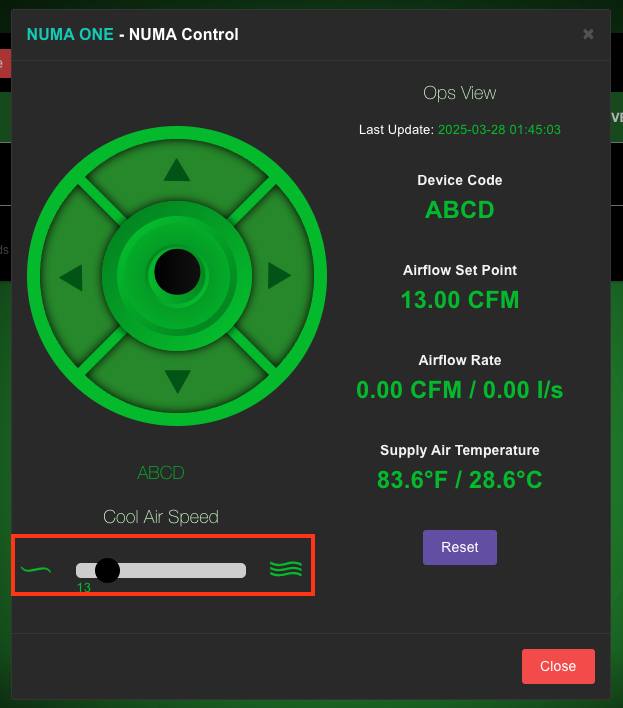 NUMA ONE - NUMA Control
Ops View
Last Update: 2025-03-28 01:45:03
Device Code
ABCD
Airflow Set Point
13.00 CFM
Airflow Rate
0.00 CFM / 0.00 l/s
Supply Air Temperature
83.6°F / 28.6°C
Reset
ABCD
Cool Air Speed
13
Close